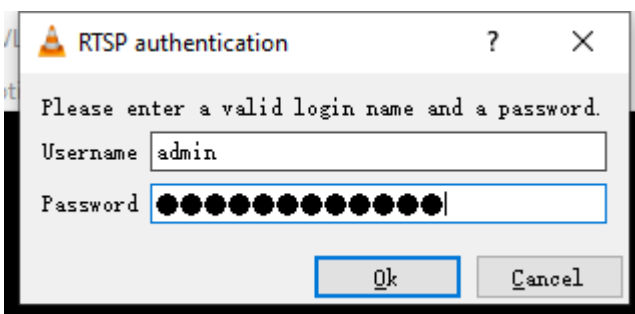 RTSP authentication
?
Please enter a valid login name and a password.
Username admin
Password ●●●●●●●●●●●●
Ok
Cancel